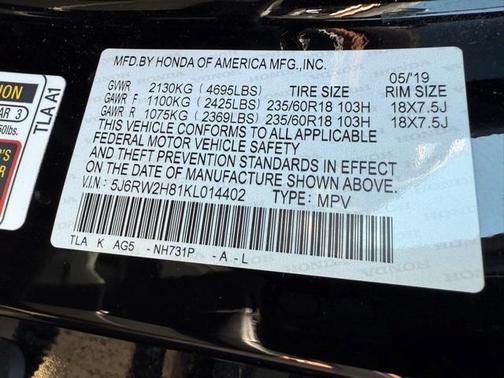 MFD.BY HONDA OF AMERICA MFG.,INC.
GVWR 2130KG (4695LBS) TIRE SIZE 05/'19 RIM SIZE
GAWR F 1100KG (2425LBS) 235/60R18 103H 18X7.5J
GAWR R 1075KG (2369LBS) 235/60R18 103H 18X7.5J
THIS VEHICLE CONFORMS TO ALL APPLICABLE
FEDERAL MOTOR VEHICLE SAFETY
AND THEFT PREVENTION STANDARDS IN EFFECT
ON THE DATE OF MANUFACTURE SHOWN ABOVE.
V.I.N: 5J6RW2H81KL014402 TYPE: MPV
TLA K AG5 -NH731P -A-L
TLA A1
AR 3